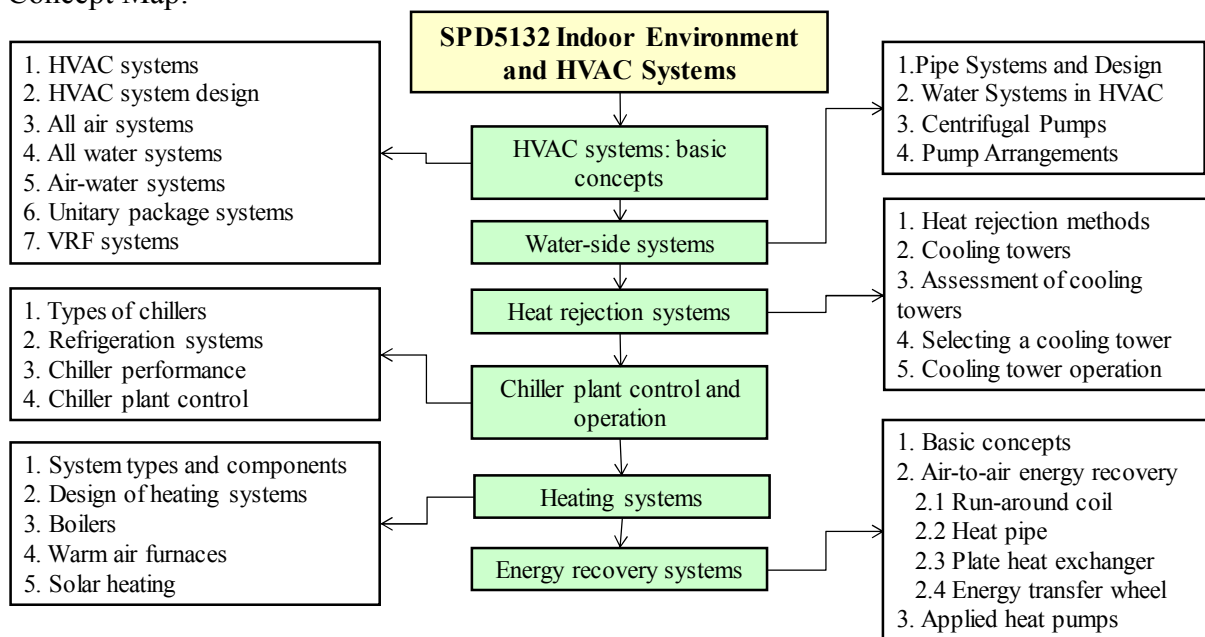 Concept Map:
SPD5132 Indoor Environment
and HVAC Systems
1. HVAC systems
2. HVAC system design
3. All air systems
4. All water systems
5. Air-water systems
6. Unitary package systems
7. VRF systems
HVAC systems: basic
concepts
1.Pipe Systems and Design
2. Water Systems in HVAC
3. Centrifugal Pumps
4. Pump Arrangements
Water-side systems
1. Heat rejection methods
2. Cooling towers
3. Assessment of cooling
towers
4. Selecting a cooling tower
5. Cooling tower operation
Heat rejection systems
1. Types of chillers
2. Refrigeration systems
3. Chiller performance
4. Chiller plant control
Chiller plant control and
operation
1. System types and components
2. Design of heating systems
3. Boilers
4. Warm air furnaces
5. Solar heating
Heating systems
1. Basic concepts
2. Air-to-air energy recovery
2.1 Run-around coil
2.2 Heat pipe
2.3 Plate heat exchanger
2.4 Energy transfer wheel
3. Applied heat pumps
Energy recovery systems